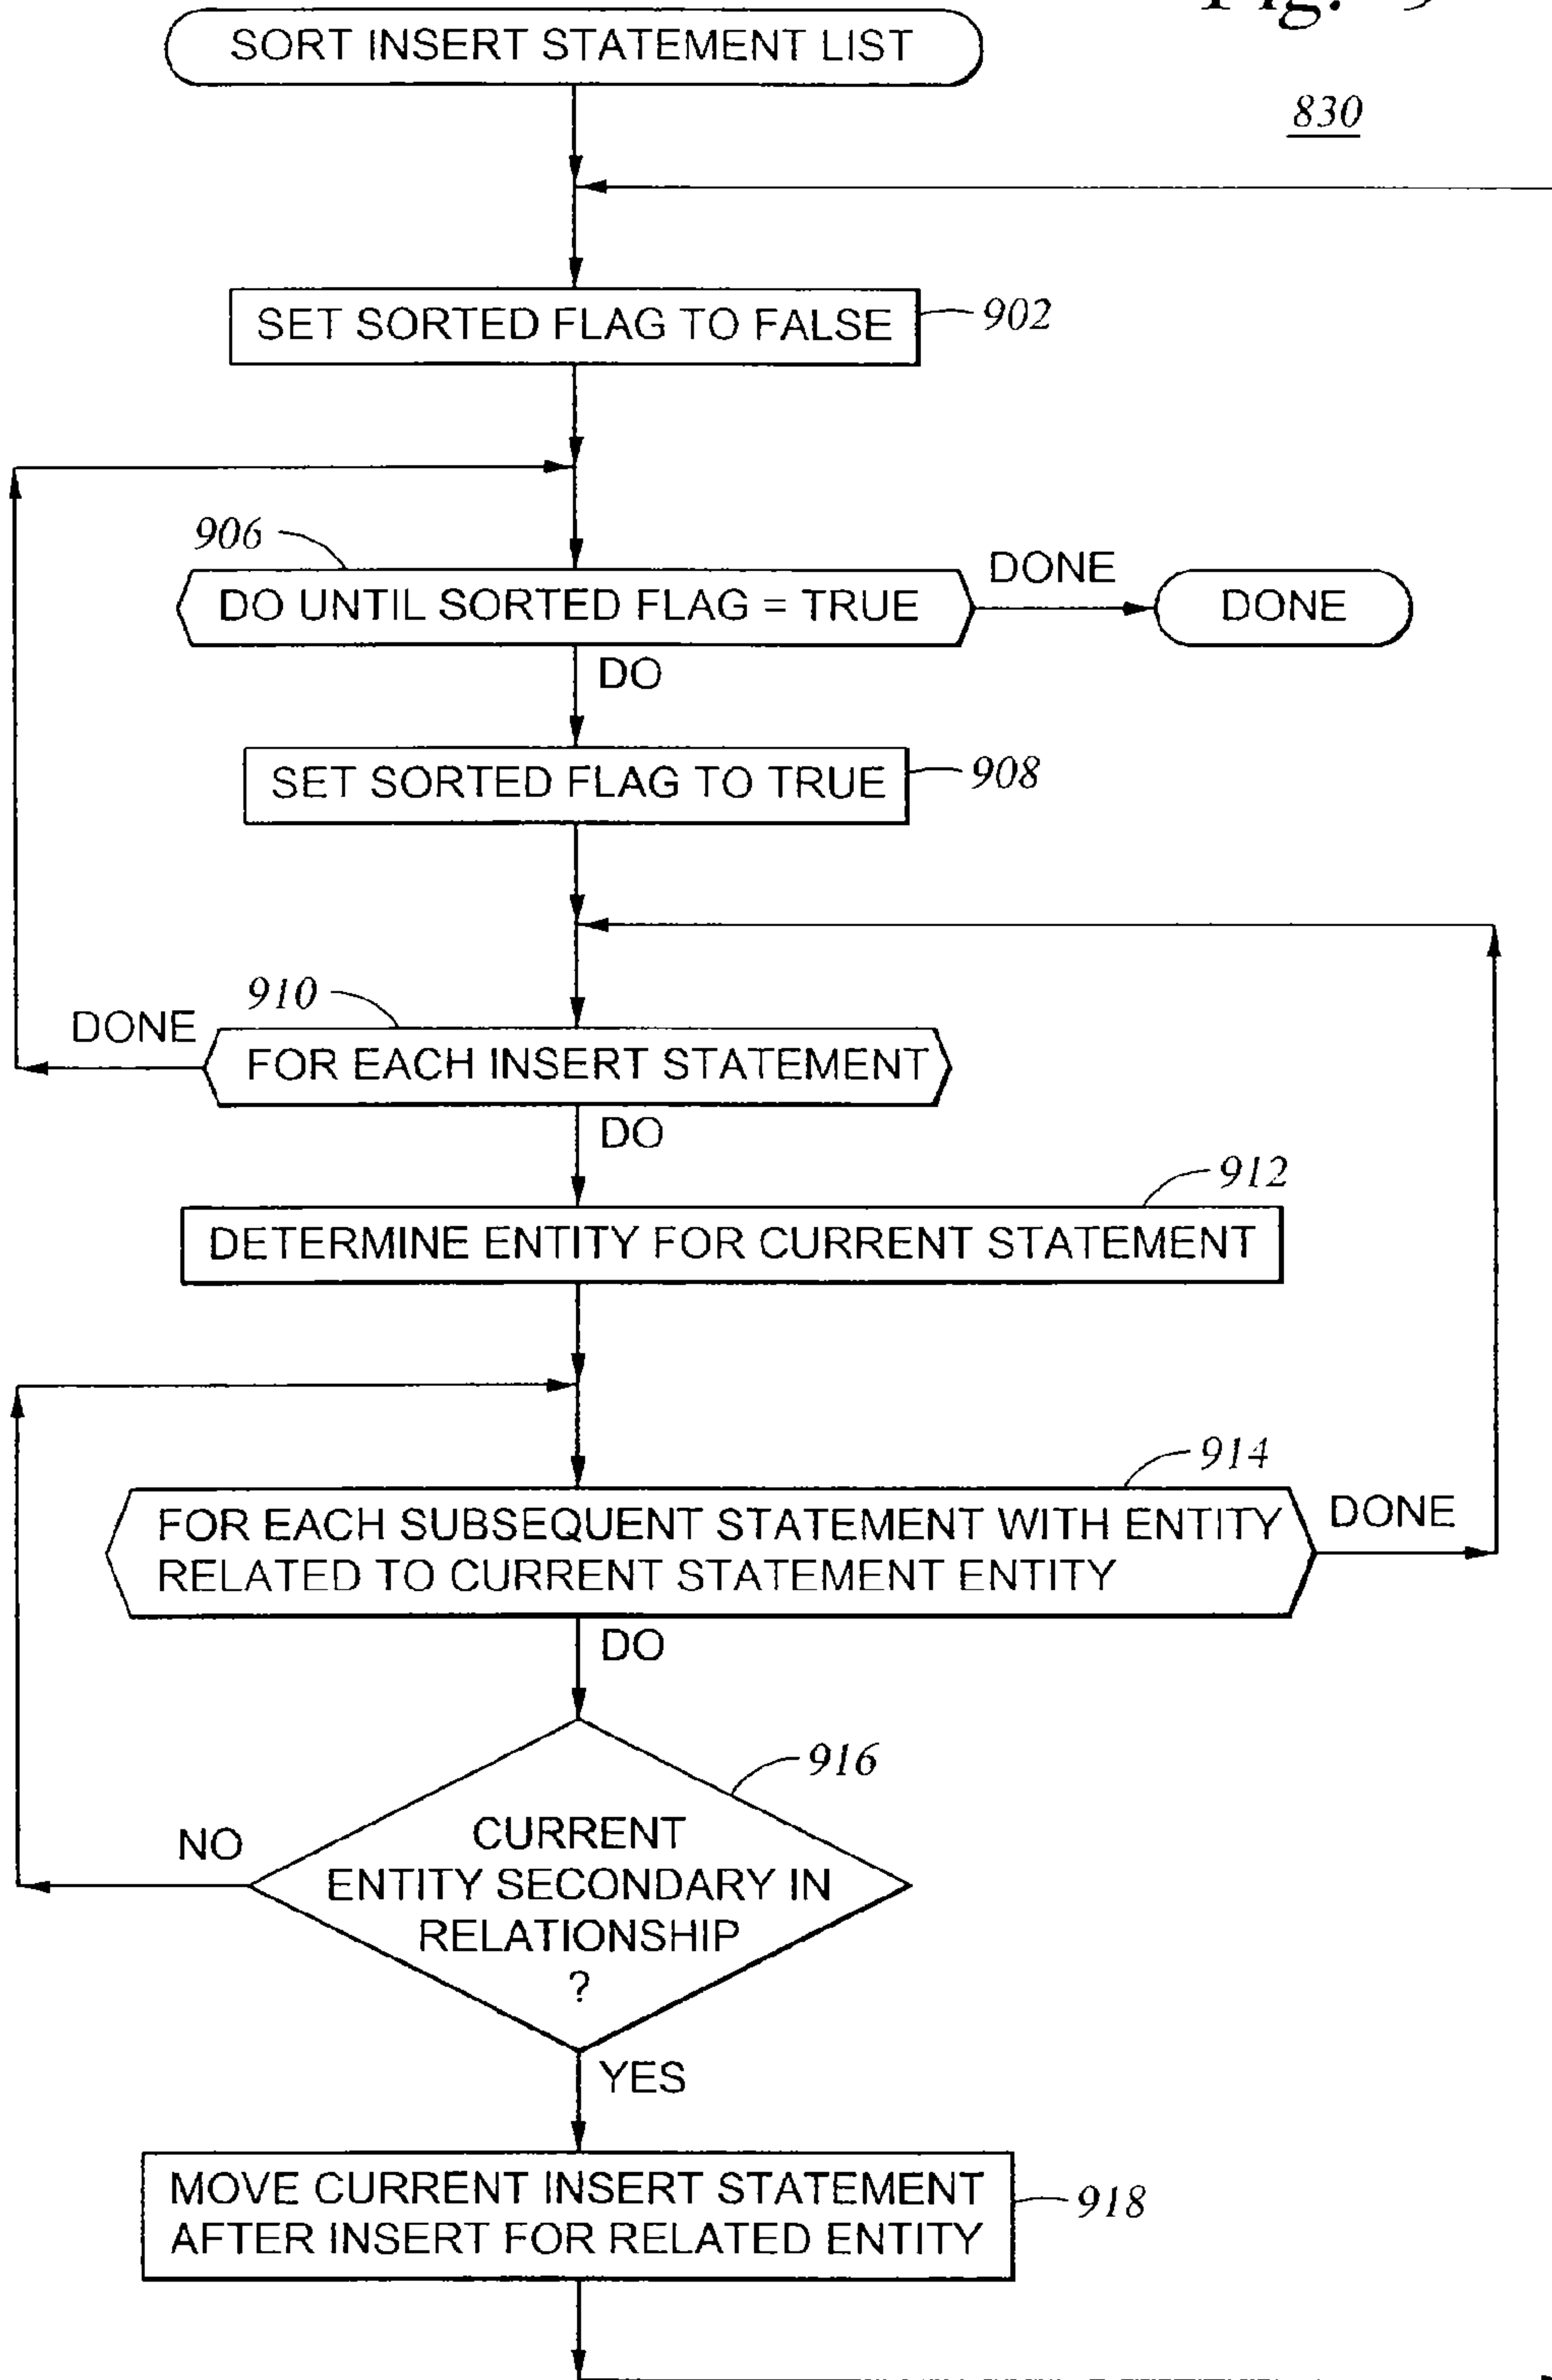 SORT INSERT STATEMENT LIST
830
SET SORTED FLAG TO FALSE
902
906
DO UNTIL SORTED FLAG = TRUE
DONE
DONE
DO
SET SORTED FLAG TO TRUE
908
910
DONE
FOR EACH INSERT STATEMENT
DO
912
DETERMINE ENTITY FOR CURRENT STATEMENT
914
FOR EACH SUBSEQUENT STATEMENT WITH ENTITY
RELATED TO CURRENT STATEMENT ENTITY
DONE
DO
916
NO
CURRENT
ENTITY SECONDARY IN
RELATIONSHIP
?
YES
MOVE CURRENT INSERT STATEMENT
AFTER INSERT FOR RELATED ENTITY
918